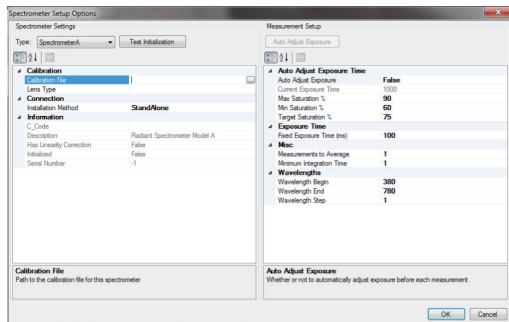 Spectrometer Setup Options
Spectrometer Settings
Type: SpectrometerA Test Initialization
Calibration
Calibration File
...
Lens Type
Connection
Installation Method StandAlone
Information
C_Code
Description Radiant Spectrometer Model A
Has Linearity Correction False
Initialized False
Serial Number -1
Calibration File
Path to the calibration file for this spectrometer
Measurement Setup
Auto Adjust Exposure
Auto Adjust Exposure Time
Auto Adjust Exposure False
Current Exposure Time 1000
Max Saturation % 90
Min Saturation % 60
Target Saturation % 75
Exposure Time
Fixed Exposure Time (ms) 100
Misc
Measurements to Average 1
Minimum Integration Time 1
Wavelengths
Wavelength Begin 380
Wavelength End 780
Wavelength Step 1
Auto Adjust Exposure
Whether or not to automatically adjust exposure before each measurement.
OK Cancel